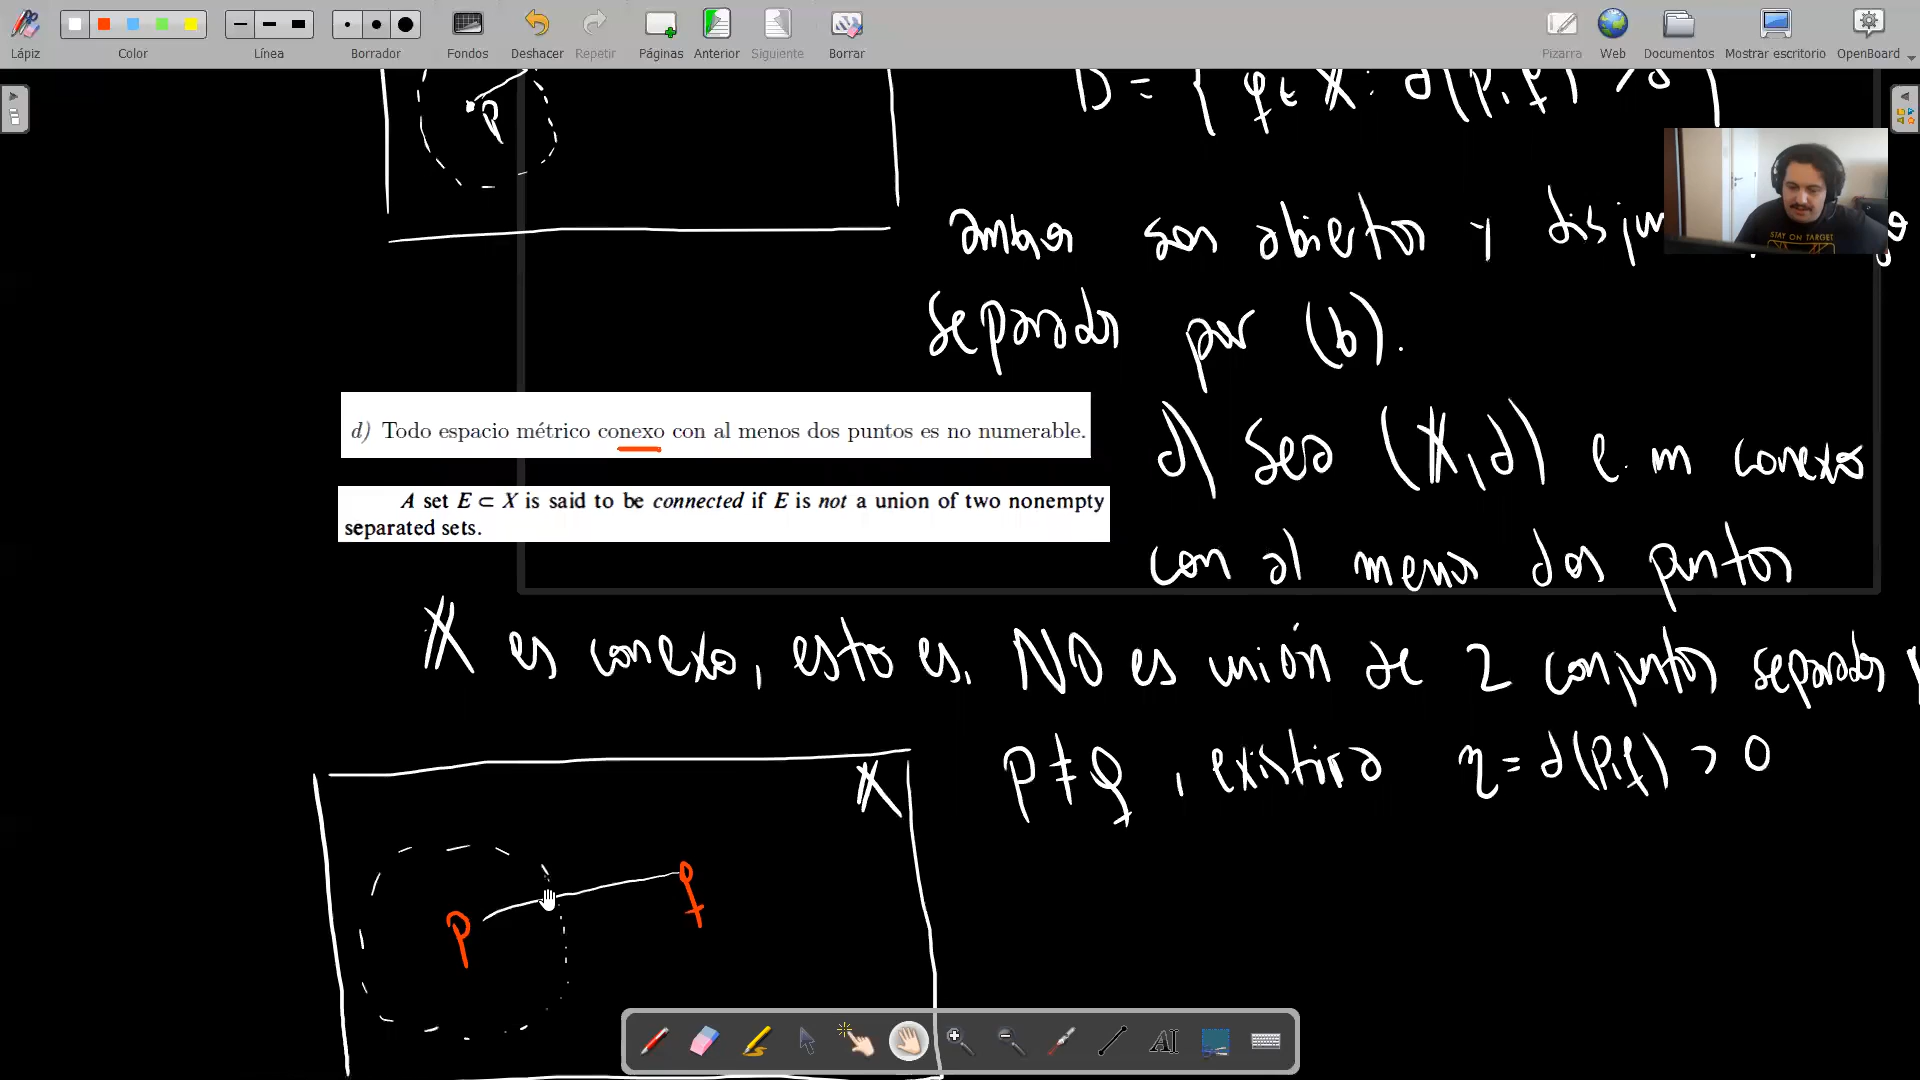 Lápiz Color Línea Borrador Fondos Deshacer Repetir Páginas Anterior Siguiente Borrar Pizarra Web Documentos Mostrar escritorio OpenBoard
p
D = { q ∈ X : d(p,q) > δ }
STAY ON TARGET
ambos son abiertos y disjun
separados por (b).
d) Todo espacio métrico conexo con al menos dos puntos es no numerable.
A set E ⊂ X is said to be connected if E is not a union of two nonempty
separated sets.
d) Sea (X,d) e.m conexo
con al menos dos puntos
X es conexo, esto es, NO es unión de 2 conjuntos separados
p ≠ q, existirá η = d(p,q) > 0
X
p
q
AI